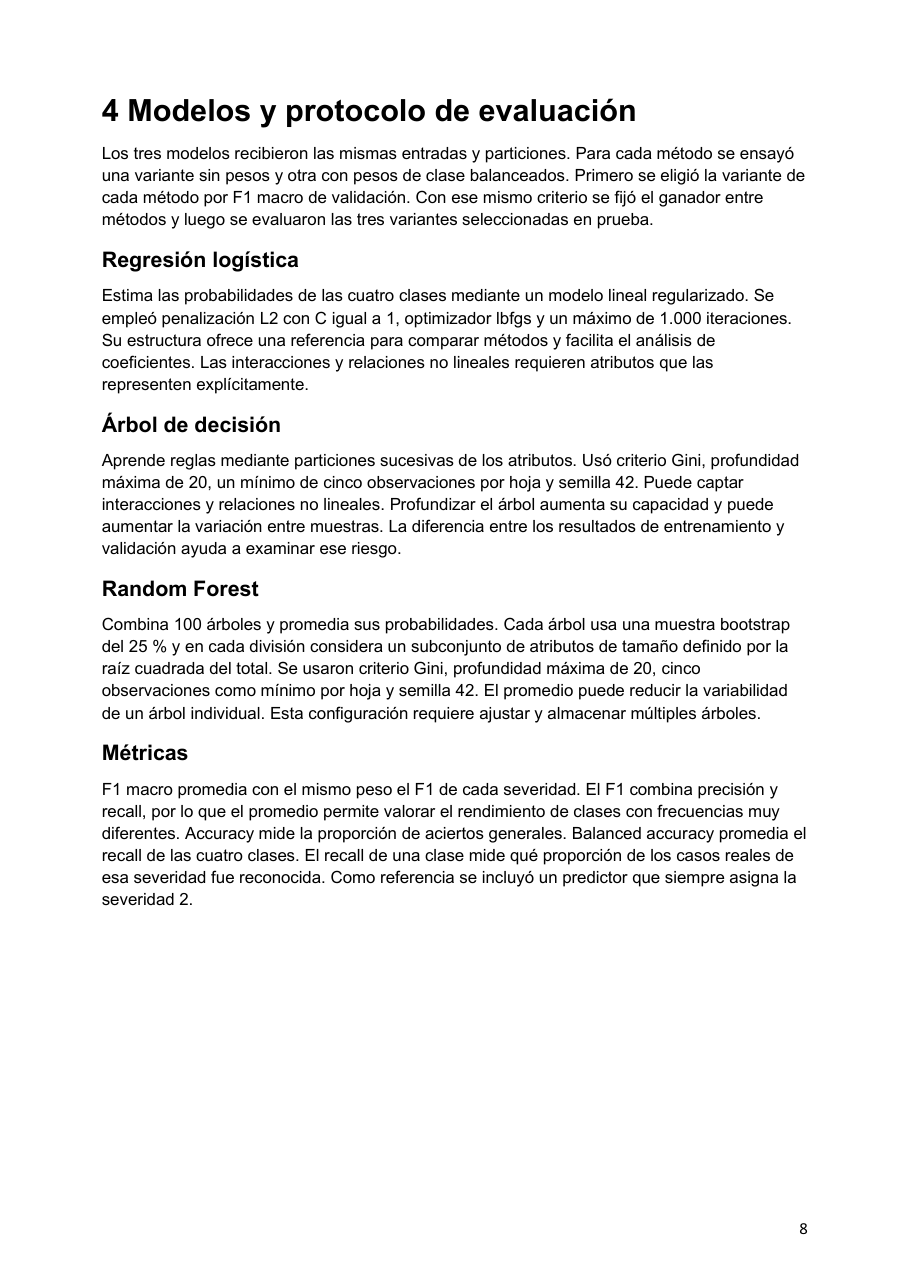 4 Modelos y protocolo de evaluación
Los tres modelos recibieron las mismas entradas y particiones. Para cada método se ensayó
una variante sin pesos y otra con pesos de clase balanceados. Primero se eligió la variante de
cada método por F1 macro de validación. Con ese mismo criterio se fijó el ganador entre
métodos y luego se evaluaron las tres variantes seleccionadas en prueba.
Regresión logística
Estima las probabilidades de las cuatro clases mediante un modelo lineal regularizado. Se
empleó penalización L2 con C igual a 1, optimizador lbfgs y un máximo de 1.000 iteraciones.
Su estructura ofrece una referencia para comparar métodos y facilita el análisis de
coeficientes. Las interacciones y relaciones no lineales requieren atributos que las
representen explícitamente.
Árbol de decisión
Aprende reglas mediante particiones sucesivas de los atributos. Usó criterio Gini, profundidad
máxima de 20, un mínimo de cinco observaciones por hoja y semilla 42. Puede captar
interacciones y relaciones no lineales. Profundizar el árbol aumenta su capacidad y puede
aumentar la variación entre muestras. La diferencia entre los resultados de entrenamiento y
validación ayuda a examinar ese riesgo.
Random Forest
Combina 100 árboles y promedia sus probabilidades. Cada árbol usa una muestra bootstrap
del 25 % y en cada división considera un subconjunto de atributos de tamaño definido por la
raíz cuadrada del total. Se usaron criterio Gini, profundidad máxima de 20, cinco
observaciones como mínimo por hoja y semilla 42. El promedio puede reducir la variabilidad
de un árbol individual. Esta configuración requiere ajustar y almacenar múltiples árboles.
Métricas
F1 macro promedia con el mismo peso el F1 de cada severidad. El F1 combina precisión y
recall, por lo que el promedio permite valorar el rendimiento de clases con frecuencias muy
diferentes. Accuracy mide la proporción de aciertos generales. Balanced accuracy promedia el
recall de las cuatro clases. El recall de una clase mide qué proporción de los casos reales de
esa severidad fue reconocida. Como referencia se incluyó un predictor que siempre asigna la
severidad 2.
8